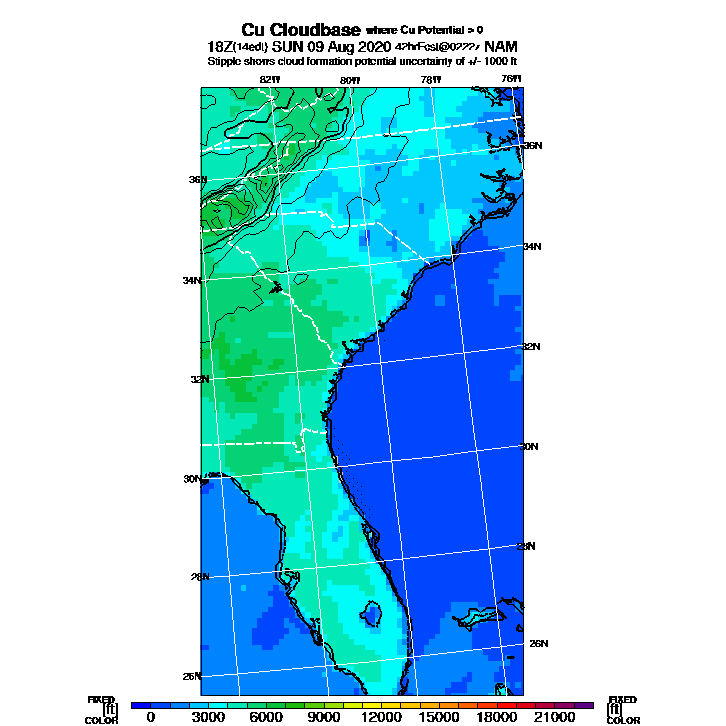 Cu Cloudbase where Cu Potential > 0
18Z(14edt) SUN 09 Aug 2020 42hrFcst@0222z NAM
Stipple shows cloud formation potential uncertainty of +/- 1000 ft
82W 80W 78W 76W
36N
36N
34N
34N
32N
32N
30N
30N
28N
28N
26N
26N
FIXED FIXED
[ft] [ft]
COLOR COLOR
0 3000 6000 9000 12000 15000 18000 21000